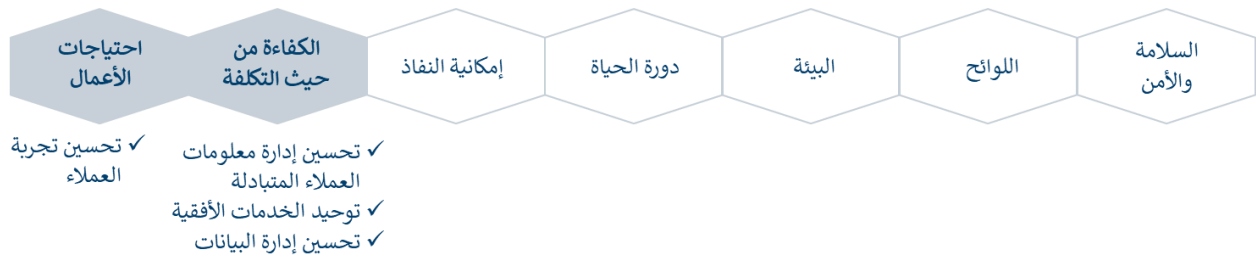 السلامة
والأمن
اللوائح
البيئة
دورة الحياة
إمكانية النفاذ
الكفاءة من
حيث التكلفة
احتياجات
الأعمال
✓ تحسين إدارة معلومات
العملاء المتبادلة
✓ توحيد الخدمات الأفقية
✓ تحسين إدارة البيانات
✓ تحسين تجربة
العملاء